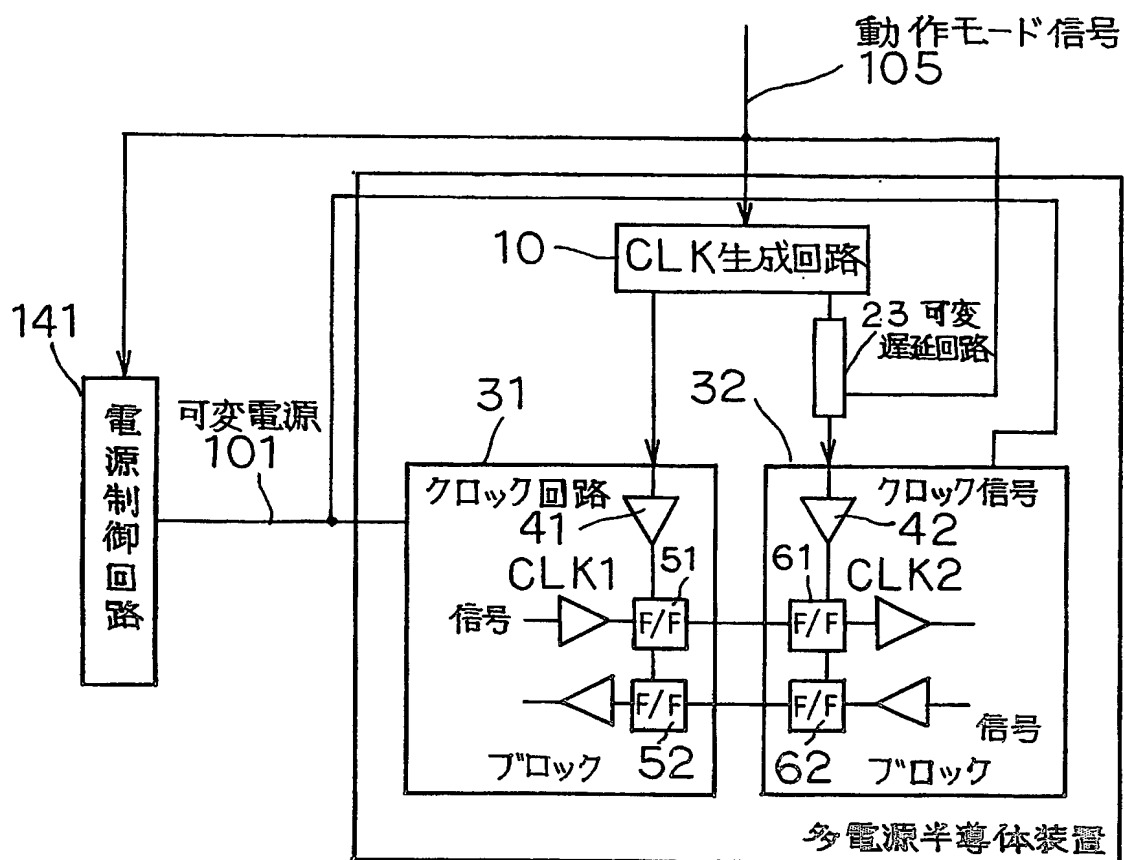 動作モード信号
105
10
CLK生成回路
141
23 可変
遅延回路
電源制御回路
可変電源
101
31
32
クロック回路
41
クロック信号
42
CLK1
51
61
CLK2
信号
F/F
F/F
F/F
F/F
信号
ブロック
52
62
ブロック
多電源半導体装置